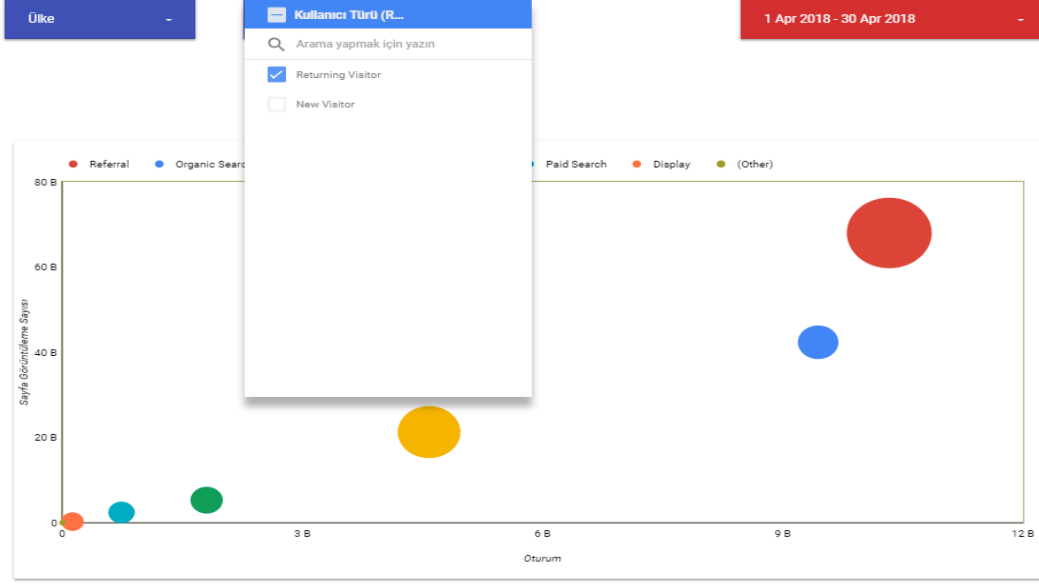 Ülke
Kullanıcı Türü (R...
1 Apr 2018 - 30 Apr 2018
Arama yapmak için yazın
Returning Visitor
New Visitor
Referral
Organic Searc
Paid Search
Display
(Other)
80 B
60 B
40 B
20 B
0
Sayfa Görüntüleme Sayısı
0
3 B
6 B
9 B
12 B
Oturum